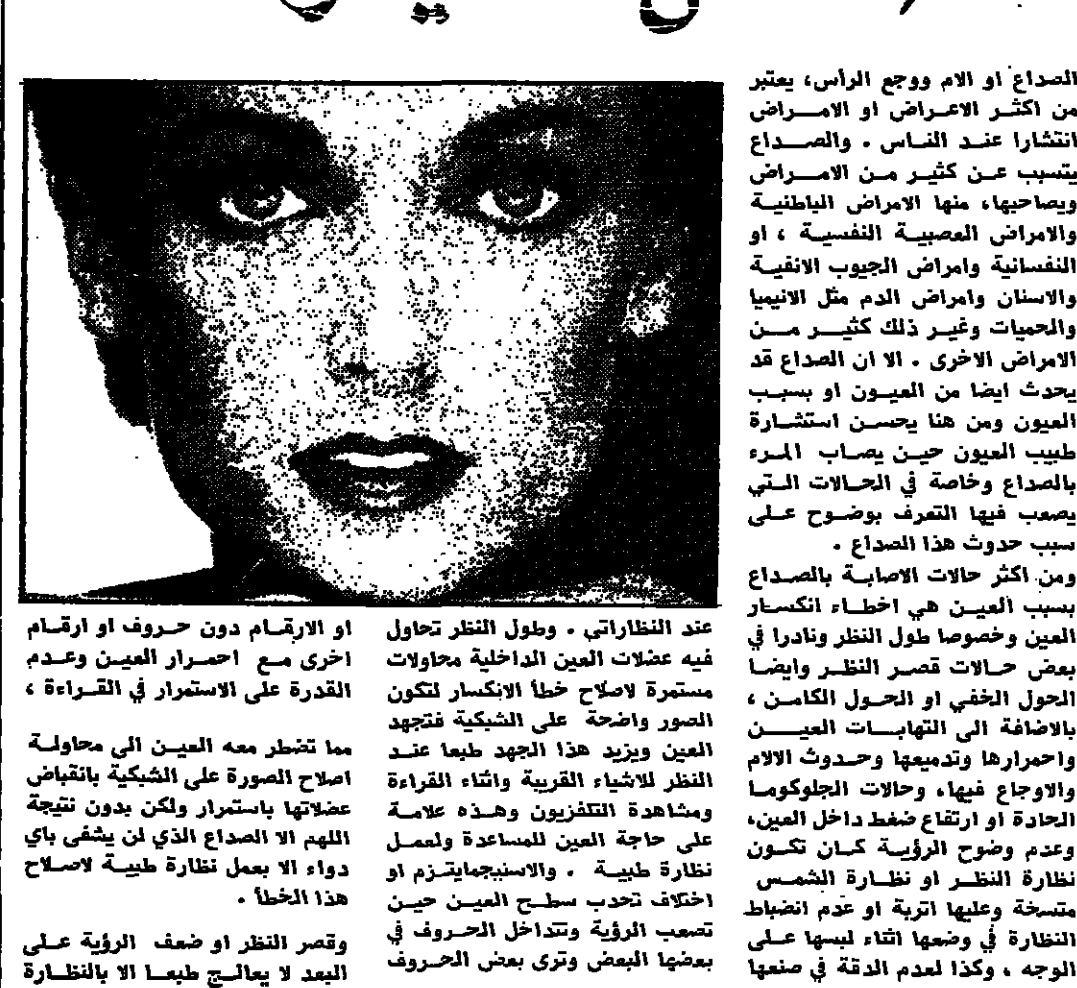 الصداع او الام ووجع الرأس، يعتبر
من اكثر الاعراض او الامراض
انتشارا عند الناس . والصداع
يتسبب عن كثير من الامراض
ويصاحبها، منها الامراض الباطنية
والامراض العصبية النفسية ، او
النفسانية وامراض الجيوب الانفية
والاسنان وامراض الدم مثل الانيميا
والحميات وغير ذلك كثير من
الامراض الاخرى . الا ان الصداع قد
يحدث ايضا من العيون او بسبب
العيون ومن هنا يحسن استشارة
طبيب العيون حين يصاب المرء
بالصداع وخاصة في الحالات التي
يصعب فيها التعرف بوضوح على
سبب حدوث هذا الصداع .
ومن اكثر حالات الاصابة بالصداع
بسبب العين هي اخطاء انكسار
العين وخصوصا طول النظر ونادرا في
بعض حالات قصر النظر وايضا
الحول الخفي او الحول الكامن ،
بالاضافة الى التهابات العين
واحمرارها وتدميعها وحدوث الالام
والاوجاع فيها، وحالات الجلوكوما
الحادة او ارتفاع ضغط داخل العين،
وعدم وضوح الرؤية كان تكون
نظارة النظر او نظارة الشمس
متسخة وعليها اتربة او عدم انضباط
النظارة في وضعها اثناء لبسها على
الوجه ، وكذا لعدم الدقة في صنعها
عند النظاراتي . وطول النظر تحاول
فيه عضلات العين الداخلية محاولات
مستمرة لاصلاح خطأ الانكسار لتكون
الصور واضحة على الشبكية فتجهد
العين ويزيد هذا الجهد طبعا عند
النظر للاشياء القريبة واثناء القراءة
ومشاهدة التلفزيون وهذه علامة
على حاجة العين للمساعدة ولعمل
نظارة طبية . والاستيجماتيزم او
اختلاف تحدب سطح العين حين
تصعب الرؤية وتتداخل الحروف في
بعضها البعض وترى بعض الحروف
او الارقام دون حروف او ارقام
اخرى مع احمرار العين وعدم
القدرة على الاستمرار في القراءة ،
مما تضطر معه العين الى محاولة
اصلاح الصورة على الشبكية بانقباض
عضلاتها باستمرار ولكن بدون نتيجة
اللهم الا الصداع الذي لن يشفى باي
دواء الا بعمل نظارة طبية لاصلاح
هذا الخطأ .
وقصر النظر او ضعف الرؤية على
البعد لا يعالج طبعا الا بالنظارة